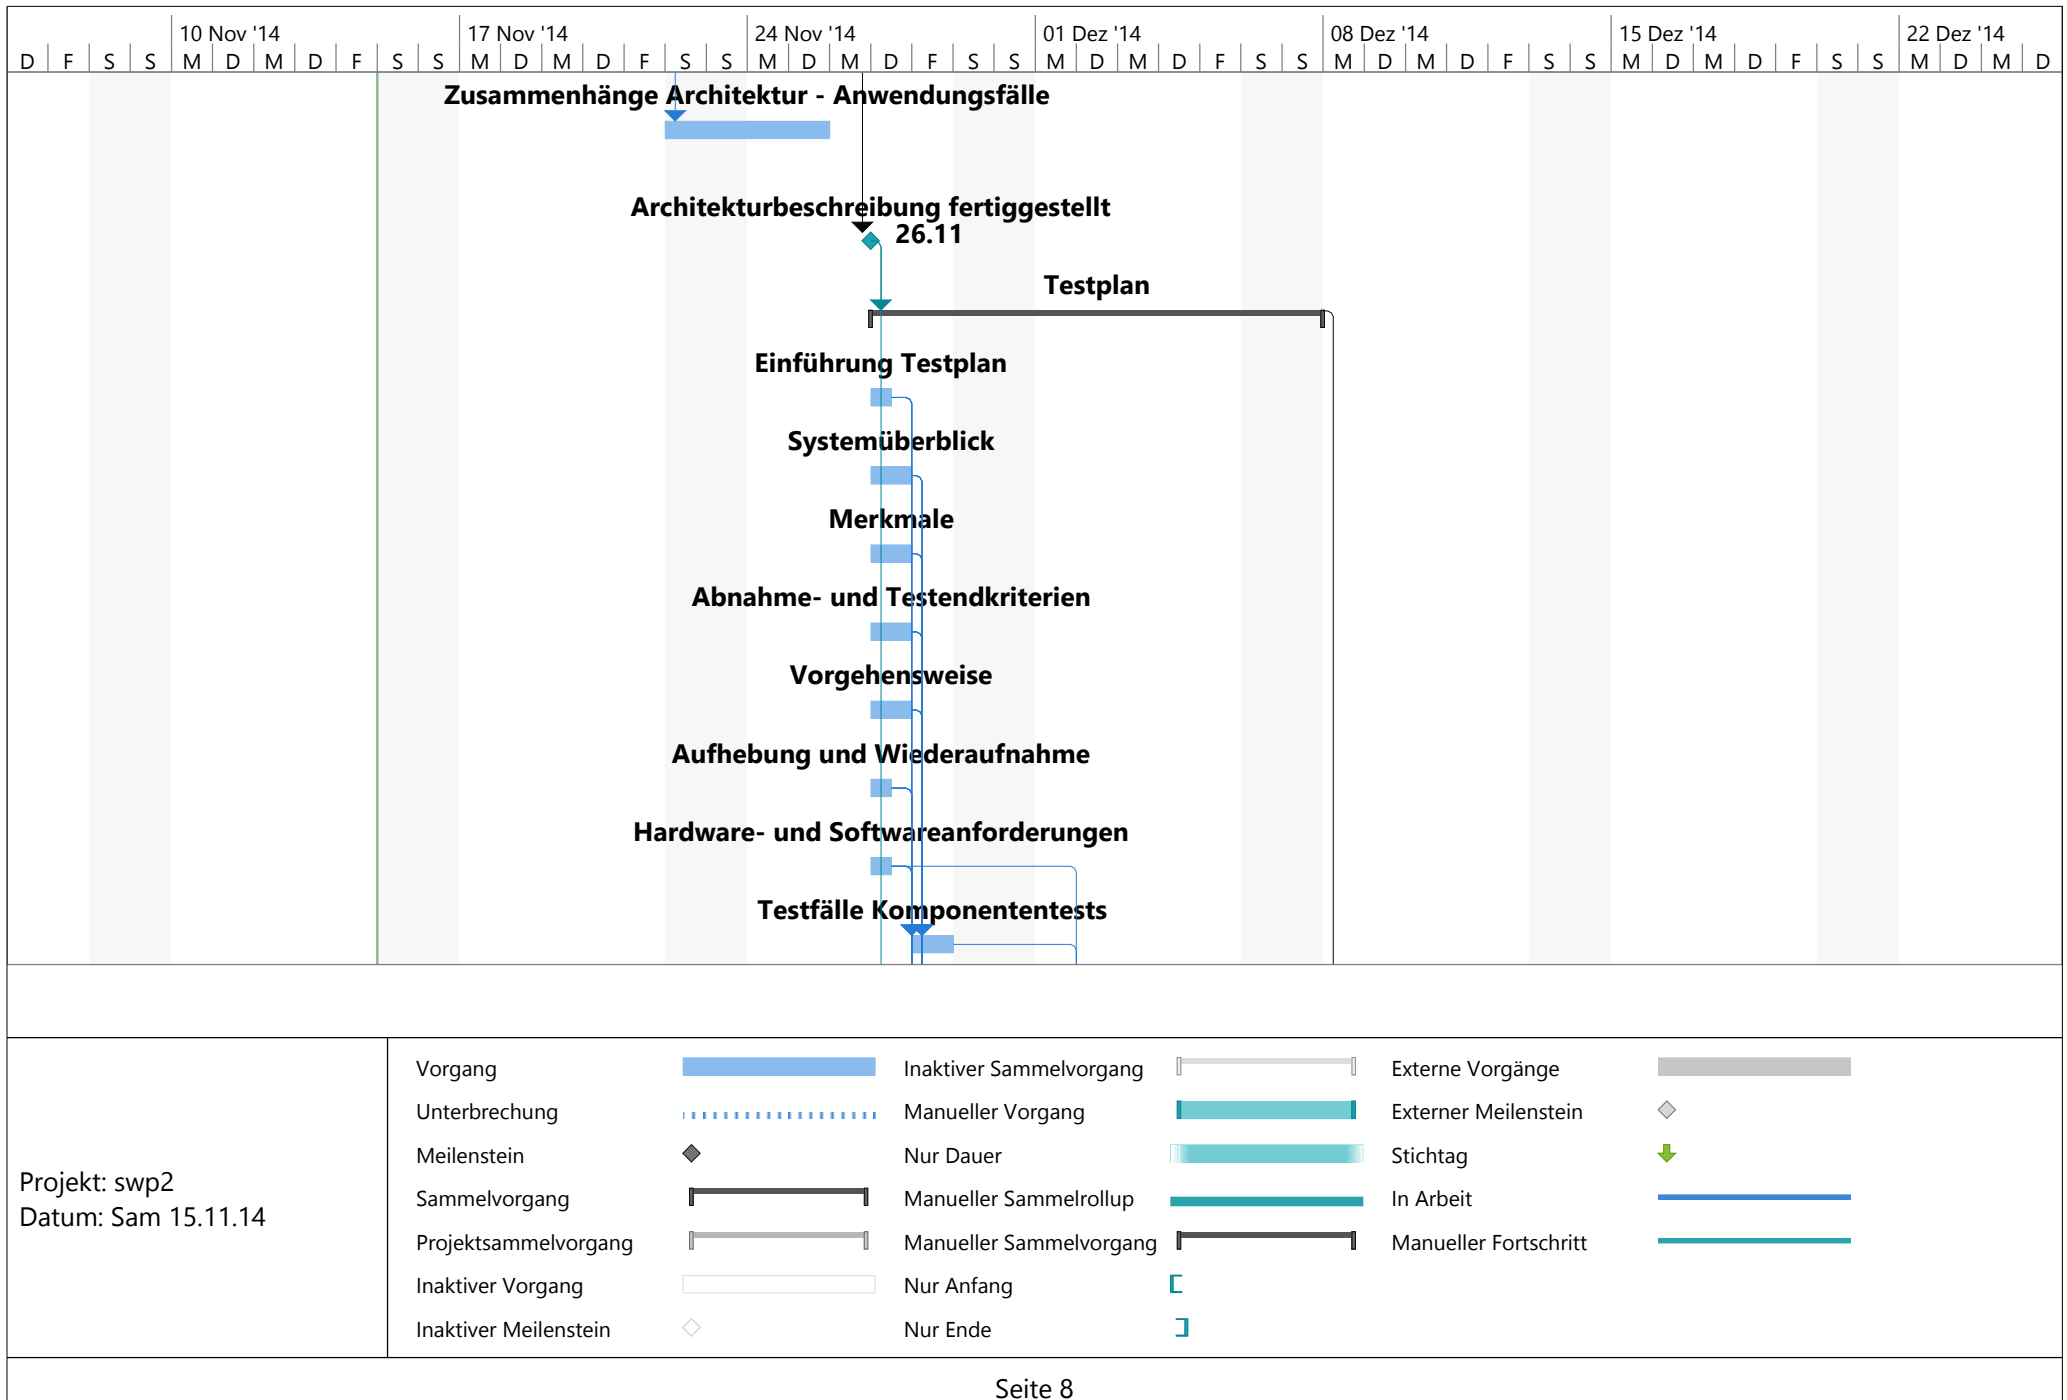 10 Nov '14 17 Nov '14 24 Nov '14 01 Dez '14 08 Dez '14 15 Dez '14 22 Dez '14
D F S S M D M D F S S M D M D F S S M D M D F S S M D M D F S S M D M D F S S M D M D F S S M D M D
Zusammenhänge Architektur - Anwendungsfälle
Architekturbeschreibung fertiggestellt
26.11
Testplan
Einführung Testplan
Systemüberblick
Merkmale
Abnahme- und Testendkriterien
Vorgehensweise
Aufhebung und Wiederaufnahme
Hardware- und Softwareanforderungen
Testfälle Komponententests
Projekt: swp2
Datum: Sam 15.11.14
Vorgang
Unterbrechung
Meilenstein
Sammelvorgang
Projektsammelvorgang
Inaktiver Vorgang
Inaktiver Meilenstein
Inaktiver Sammelvorgang
Manueller Vorgang
Nur Dauer
Manueller Sammelrollup
Manueller Sammelvorgang
Nur Anfang
Nur Ende
Externe Vorgänge
Externer Meilenstein
Stichtag
In Arbeit
Manueller Fortschritt
Seite 8